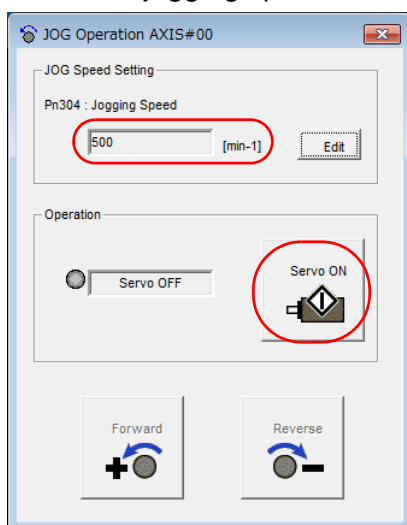 JOG Operation AXIS#00
JOG Speed Setting
Pn304 : Jogging Speed
500 [min-1] Edit
Operation
Servo OFF
Servo ON
Forward Reverse